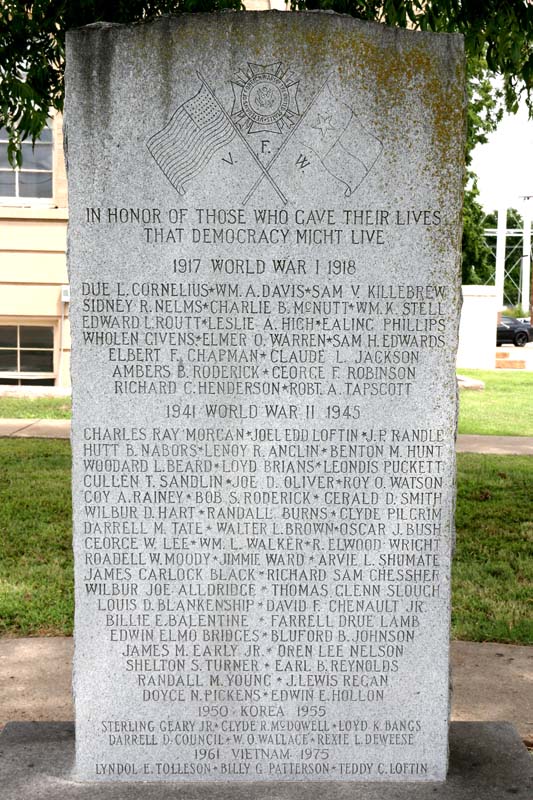 V. F. W.
IN HONOR OF THOSE WHO GAVE THEIR LIVES
THAT DEMOCRACY MIGHT LIVE
1917 WORLD WAR I 1918
DUE L. CORNELIUS★WM. A. DAVIS★SAM V. KILLEBREW
SIDNEY R. NELMS★CHARLIE B. McNUTT★WM. K. STELL
EDWARD L. ROUTT★LESLIE A. HIGH★EALING PHILLIPS
WHOLEN GIVENS★ELMER O. WARREN★SAM H. EDWARDS
ELBERT F. CHAPMAN★CLAUDE L. JACKSON
AMBERS B. RODERICK★GEORGE F. ROBINSON
RICHARD C. HENDERSON★ROBT. A. TAPSCOTT
1941 WORLD WAR II 1945
CHARLES RAY MORGAN★JOEL EDD LOFTIN★J. P. RANDLE
HUTT B. NABORS★LENOY R. ANGLIN★BENTON M. HUNT
WOODARD L. BEARD★LOYD BRIANS★LEONDIS PUCKETT
CULLEN T. SANDLIN★JOE D. OLIVER★ROY O. WATSON
COY A. RAINEY★BOB S. RODERICK★GERALD D. SMITH
WILBUR D. HART★RANDALL BURNS★CLYDE PILGRIM
DARRELL M. TATE★WALTER L. BROWN★OSCAR J. BUSH
GEORGE W. LEE★WM. L. WALKER★R. ELWOOD WRIGHT
ROADELL W. MOODY★JIMMIE WARD★ARVIE L. SHUMATE
JAMES CARLOCK BLACK★RICHARD SAM CHESSHER
WILBUR JOE ALLDRIDGE★THOMAS GLENN SLOUGH
LOUIS D. BLANKENSHIP★DAVID F. CHENAULT JR.
BILLIE E. BALENTINE★FARRELL DRUE LAMB
EDWIN ELMO BRIDGES★BLUFORD B. JOHNSON
JAMES M. EARLY, JR.★OREN LEE NELSON
SHELTON S. TURNER★EARL B. REYNOLDS
RANDALL M. YOUNG★J. LEWIS REGAN
DOYCE N. PICKENS★EDWIN E. HOLLON
1950 KOREA 1955
STERLING GEARY JR.★CLYDE R. McDOWELL★LOYD K. BANGS
DARRELL D. COUNCIL★W. O. WALLACE★REXIE L. DEWEESE
1961 VIETNAM 1975
LYNDOL E. TOLLESON★BILLY G. PATTERSON★TEDDY C. LOFTIN